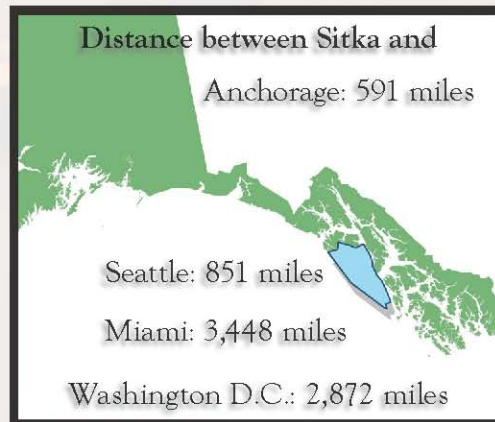 Distance between Sitka and
Anchorage: 591 miles
Seattle: 851 miles
Miami: 3,448 miles
Washington D.C.: 2,872 miles